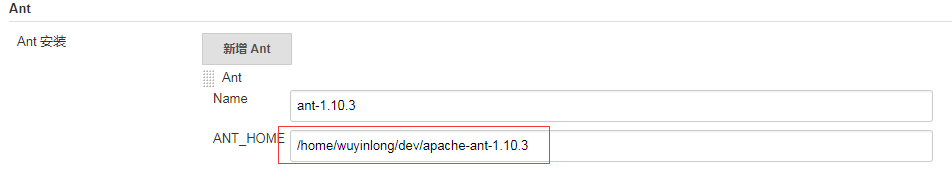 Ant
Ant 安装
新增 Ant
Ant
Name
ant-1.10.3
ANT_HOME
/home/wuyinlong/dev/apache-ant-1.10.3